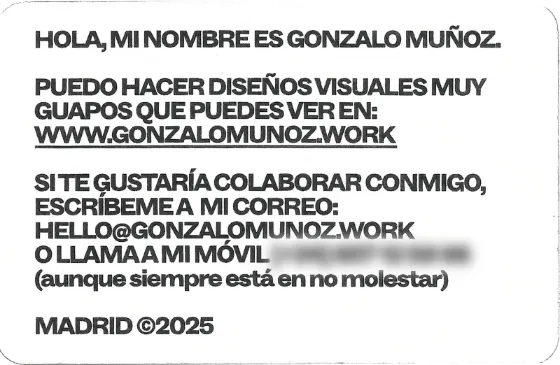 HOLA, MI NOMBRE ES GONZALO MUÑOZ.
PUEDO HACER DISEÑOS VISUALES MUY
GUAPOS QUE PUEDES VER EN:
WWW.GONZALOMUNOZ.WORK
SI TE GUSTARÍA COLABORAR CONMIGO,
ESCRÍBEME A MI CORREO:
HELLO@GONZALOMUNOZ.WORK
O LLAMA A MI MÓVIL
(aunque siempre está en no molestar)
MADRID ©2025